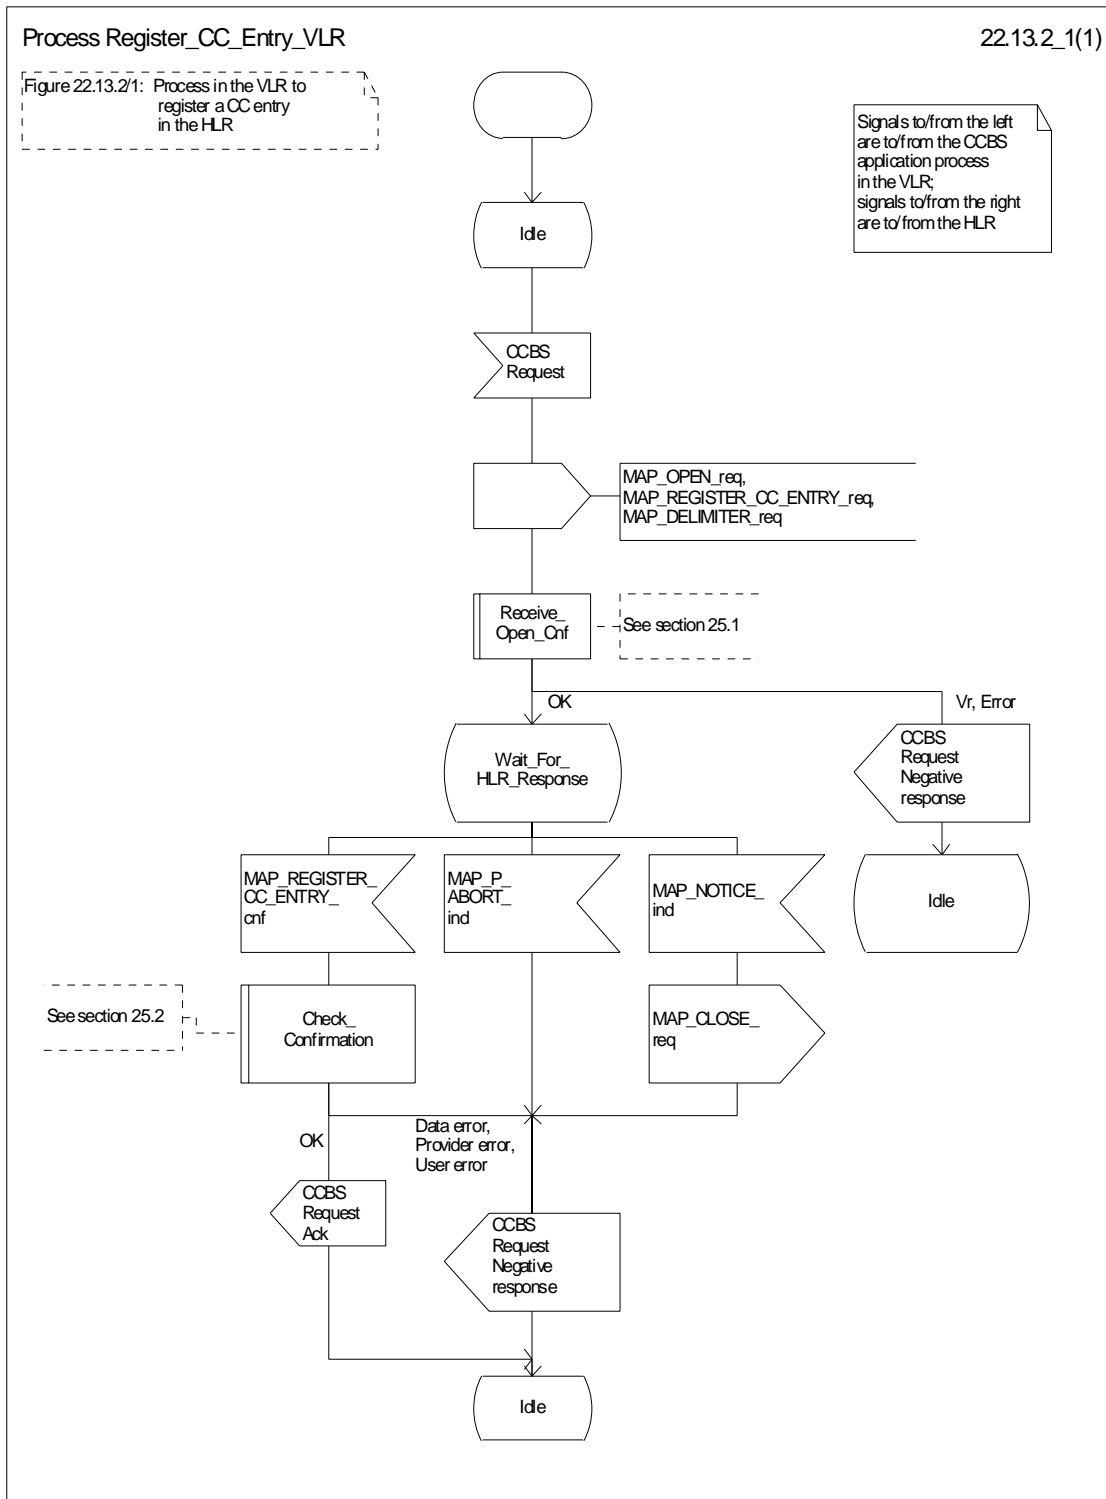 Process Register_CC_Entry_VLR
22.13.2_1(1)
Figure 22.13.2/1: Process in the VLR to
register a CC entry
in the HLR
Signals to/from the left
are to/from the CCBS
application process
in the VLR;
signals to/from the right
are to/from the HLR
Idle
CCBS
Request
MAP_OPEN_req,
MAP_REGISTER_CC_ENTRY_req,
MAP_DELIMITER_req
Receive_
Open_Cnf
See section 25.1
OK
Vr, Error
Wait_For_
HLR_Response
CCBS
Request
Negative
response
MAP_REGISTER_
CC_ENTRY_
cnf
MAP_P_
ABORT_
ind
MAP_NOTICE_
ind
Idle
See section 25.2
Check_
Confirmation
MAP_CLOSE_
req
OK
Data error,
Provider error,
User error
CCBS
Request
Ack
CCBS
Request
Negative
response
Idle